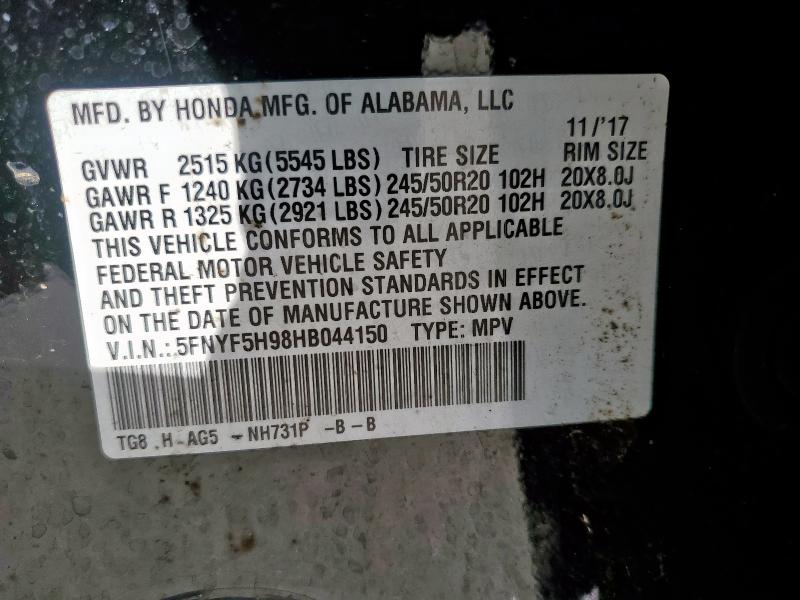 MFD. BY HONDA MFG. OF ALABAMA, LLC
11/'17
GVWR 2515 KG(5545 LBS) TIRE SIZE RIM SIZE
GAWR F 1240 KG(2734 LBS) 245/50R20 102H 20X8.0J
GAWR R 1325 KG(2921 LBS) 245/50R20 102H 20X8.0J
THIS VEHICLE CONFORMS TO ALL APPLICABLE
FEDERAL MOTOR VEHICLE SAFETY
AND THEFT PREVENTION STANDARDS IN EFFECT
ON THE DATE OF MANUFACTURE SHOWN ABOVE.
V.I.N.: 5FNYF5H98HB044150 TYPE: MPV
TG8 .H-AG5 -NH731P -B-B